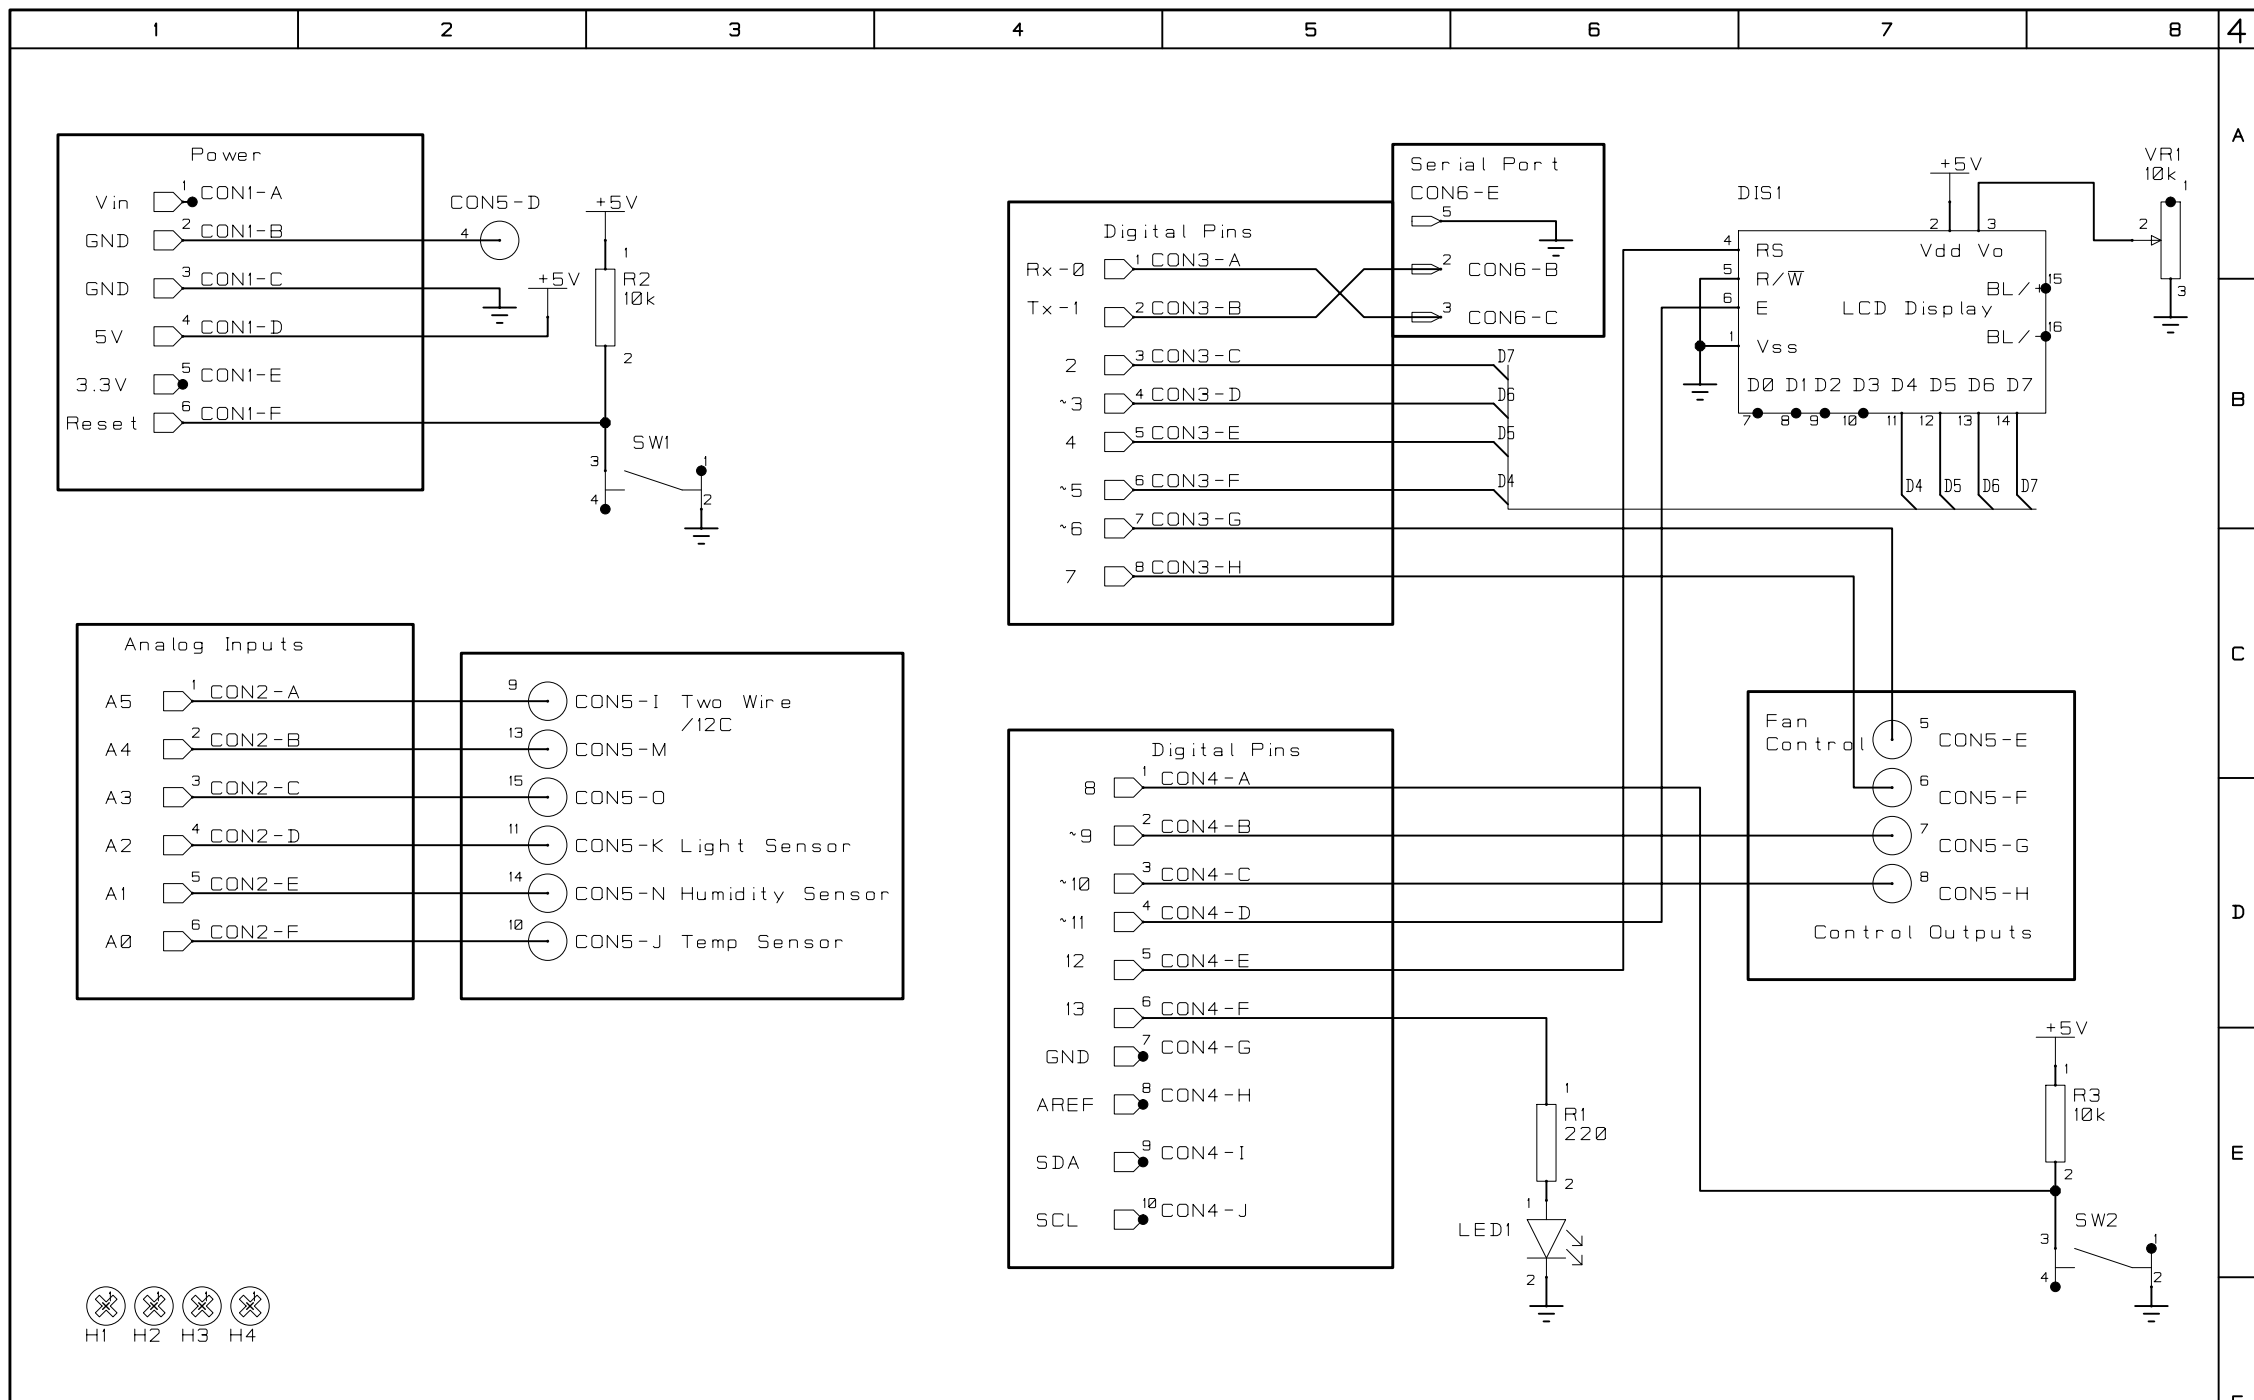 1 2 3 4 5 6 7 8 4
A
B
C
D
E
Power
Vin 1 CON1-A
GND 2 CON1-B
GND 3 CON1-C
5V 4 CON1-D
3.3V 5 CON1-E
Reset 6 CON1-F
CON5-D
4
+5V
+5V
1
R2
10k
2
SW1
3
4
1
2
Analog Inputs
A5 1 CON2-A
A4 2 CON2-B
A3 3 CON2-C
A2 4 CON2-D
A1 5 CON2-E
A0 6 CON2-F
9 CON5-I Two Wire
/12C
13 CON5-M
15 CON5-O
11 CON5-K Light Sensor
14 CON5-N Humidity Sensor
10 CON5-J Temp Sensor
1 1 1 1
H1 H2 H3 H4
Digital Pins
Rx-0 1 CON3-A
Tx-1 2 CON3-B
2 3 CON3-C
~3 4 CON3-D
4 5 CON3-E
~5 6 CON3-F
~6 7 CON3-G
7 8 CON3-H
Serial Port
CON6-E
5
2 CON6-B
3 CON6-C
D7
D6
D5
D4
DIS1
+5V
2 3
Vdd Vo
4 RS
5 R/W̅
6 E
1 Vss
LCD Display
BL/+ 15
BL/- 16
D0 D1 D2 D3 D4 D5 D6 D7
7 8 9 10 11 12 13 14
D4 D5 D6 D7
VR1
10k
1
2
3
Digital Pins
8 1 CON4-A
~9 2 CON4-B
~10 3 CON4-C
~11 4 CON4-D
12 5 CON4-E
13 6 CON4-F
GND 7 CON4-G
AREF 8 CON4-H
SDA 9 CON4-I
SCL 10 CON4-J
Fan
Control
5 CON5-E
6 CON5-F
7 CON5-G
8 CON5-H
Control Outputs
1
R1
220
2
1
LED1
2
+5V
1
R3
10k
2
SW2
3
4
1
2